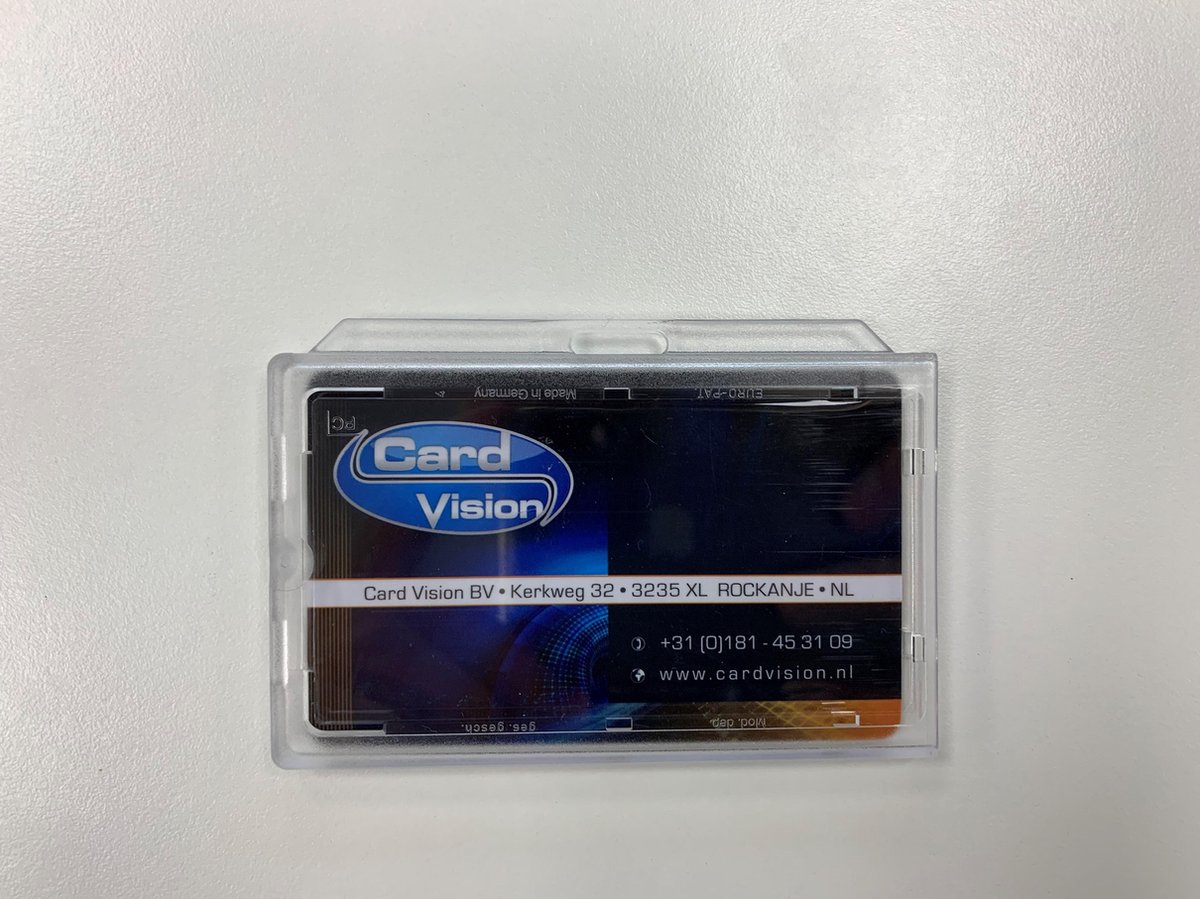 Made in Germany
EURO-PAT
PC
Card
Vision
Card Vision BV • Kerkweg 32 • 3235 XL ROCKANJE • NL
+31 (0)181 - 45 31 09
www.cardvision.nl
ges. gesch.
Mod. dep.